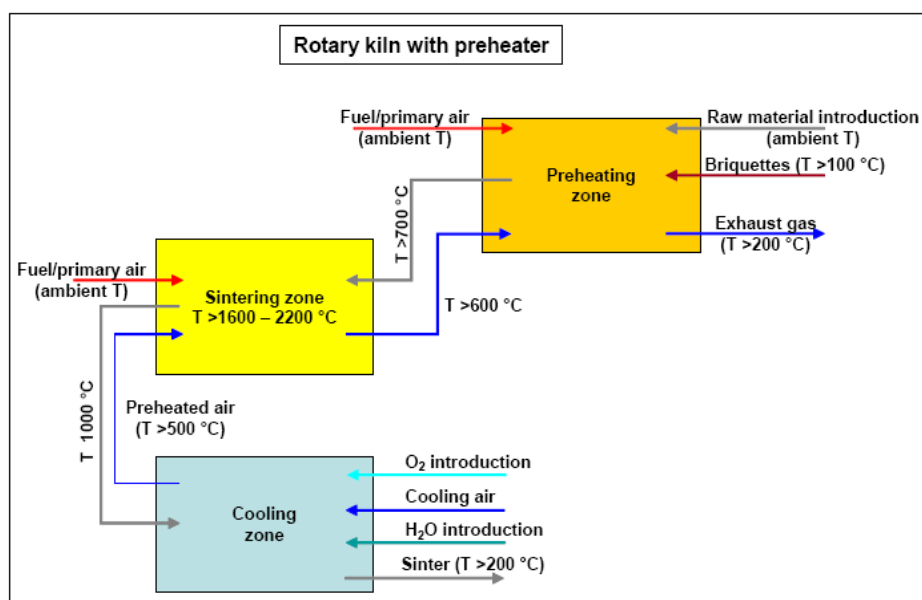 Rotary kiln with preheater
Fuel/primary air
(ambient T)
Raw material introduction
(ambient T)
Briquettes (T >100 °C)
Preheating
zone
Exhaust gas
(T >200 °C)
T >700 °C
Fuel/primary air
(ambient T)
Sintering zone
T >1600 – 2200 °C
T >600 °C
T 1000 °C
Preheated air
(T >500 °C)
O₂ introduction
Cooling air
Cooling
zone
H₂O introduction
Sinter (T >200 °C)